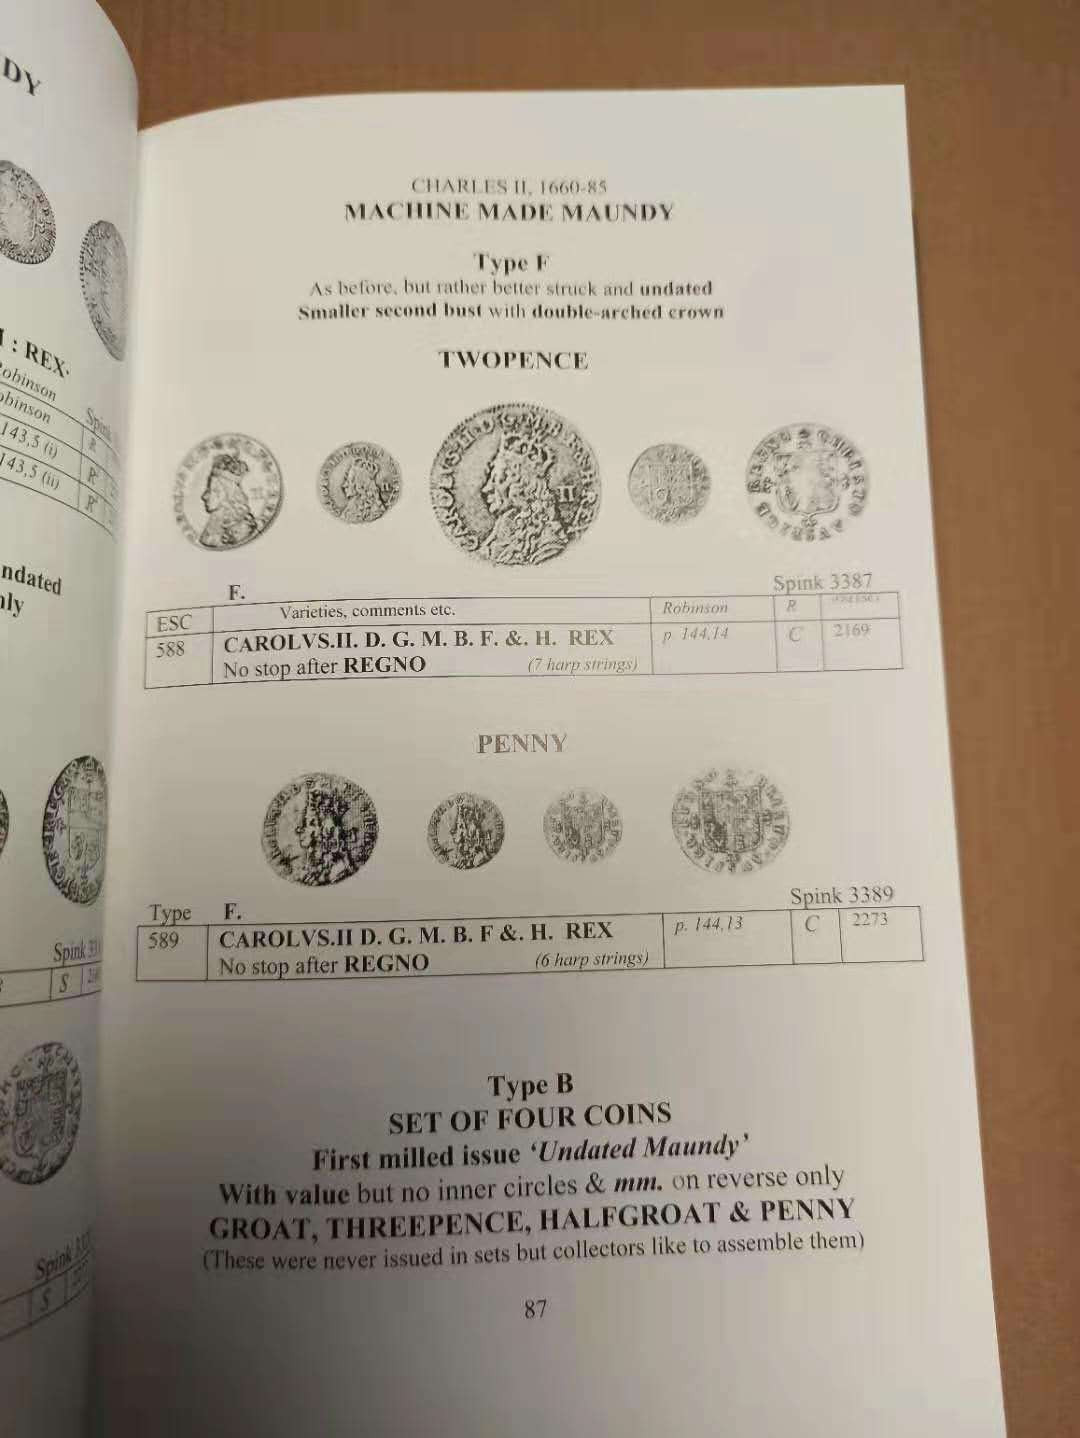 DY
: REX·
Robinson
Spink
143,5 (i)
R
143,5 (ii)
R
ndated
nly
Spink
S
Spink
S
CHARLES II, 1660-85
MACHINE MADE MAUNDY
Type F
As before, but rather better struck and undated
Smaller second bust with double-arched crown
TWOPENCE
F. Spink 3387
ESC Varieties, comments etc. Robinson R
588 CAROLVS.II. D. G. M. B. F. &. H. REX p. 144,14 C 2169
No stop after REGNO (7 harp strings)
PENNY
Type F. Spink 3389
589 CAROLVS.II D. G. M. B. F &. H. REX p. 144,13 C 2273
No stop after REGNO (6 harp strings)
Type B
SET OF FOUR COINS
First milled issue ‘Undated Maundy’
With value but no inner circles & mm. on reverse only
GROAT, THREEPENCE, HALFGROAT & PENNY
(These were never issued in sets but collectors like to assemble them)
87